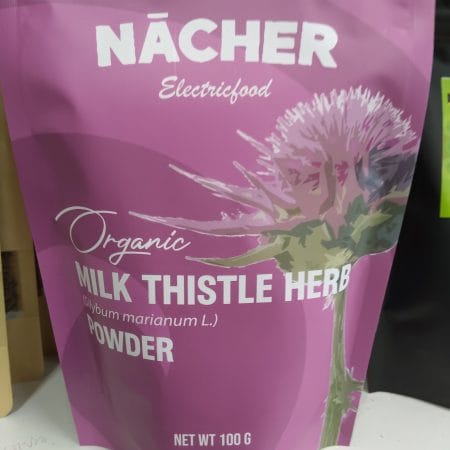 NĀCHER
Electricfood
Organic
MILK THISTLE HERB
(Silybum marianum L.)
POWDER
NET WT 100 G